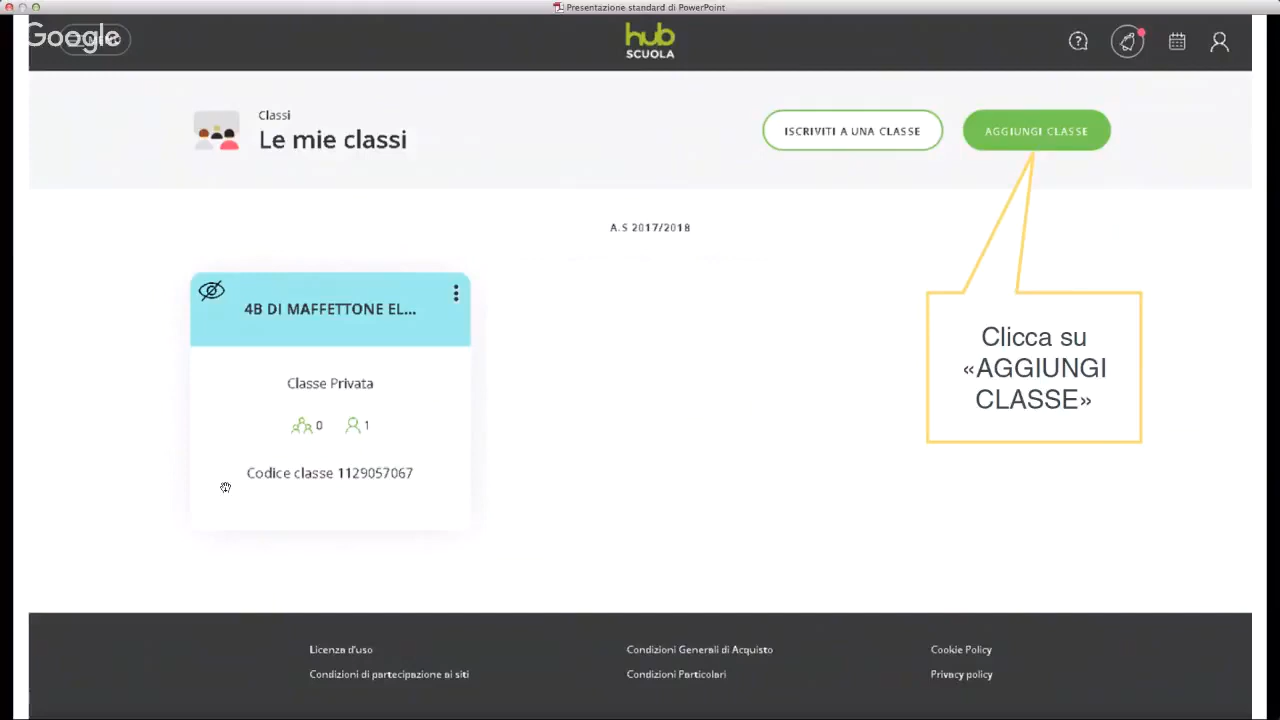 Presentazione standard di PowerPoint
Google
hub
SCUOLA
Classi
Le mie classi
ISCRIVITI A UNA CLASSE
AGGIUNGI CLASSE
A.S 2017/2018
4B DI MAFFETTONE EL...
Classe Privata
0 1
Codice classe 1129057067
Clicca su
«AGGIUNGI
CLASSE»
Licenza d'uso
Condizioni Generali di Acquisto
Cookie Policy
Condizioni di partecipazione ai siti
Condizioni Particolari
Privacy policy